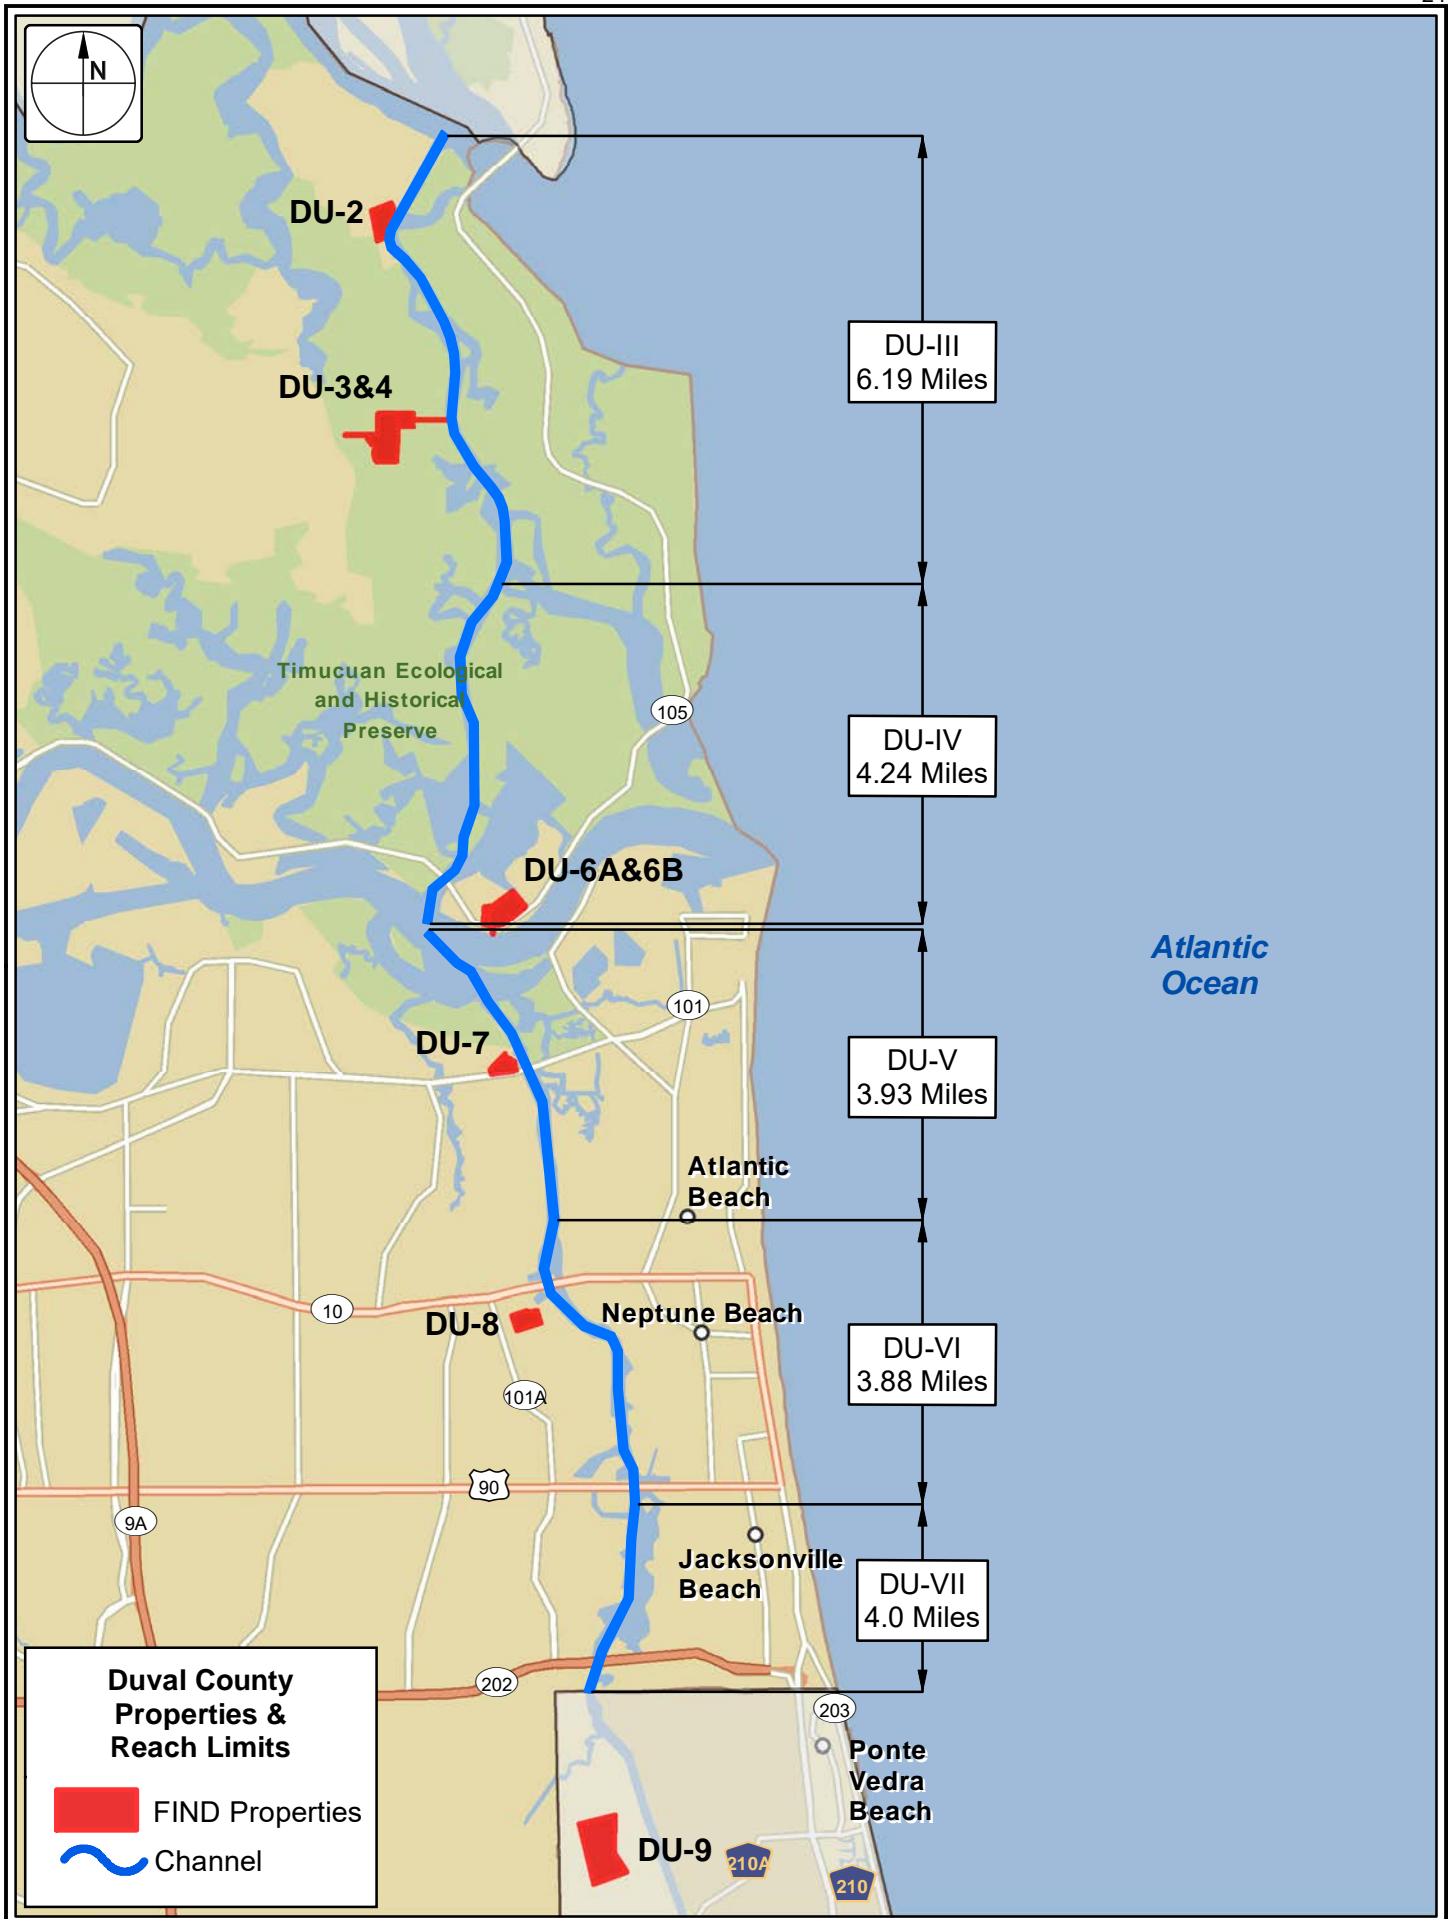 N
DU-2
DU-III
6.19 Miles
DU-3&4
Timucuan Ecological
and Historical
Preserve
105
DU-IV
4.24 Miles
DU-6A&6B
Atlantic
Ocean
101
DU-7
DU-V
3.93 Miles
Atlantic
Beach
10
DU-8
Neptune Beach
DU-VI
3.88 Miles
101A
90
9A
Jacksonville
Beach
DU-VII
4.0 Miles
202
203
Ponte
Vedra
Beach
DU-9
210A
210
Duval County
Properties &
Reach Limits
FIND Properties
Channel